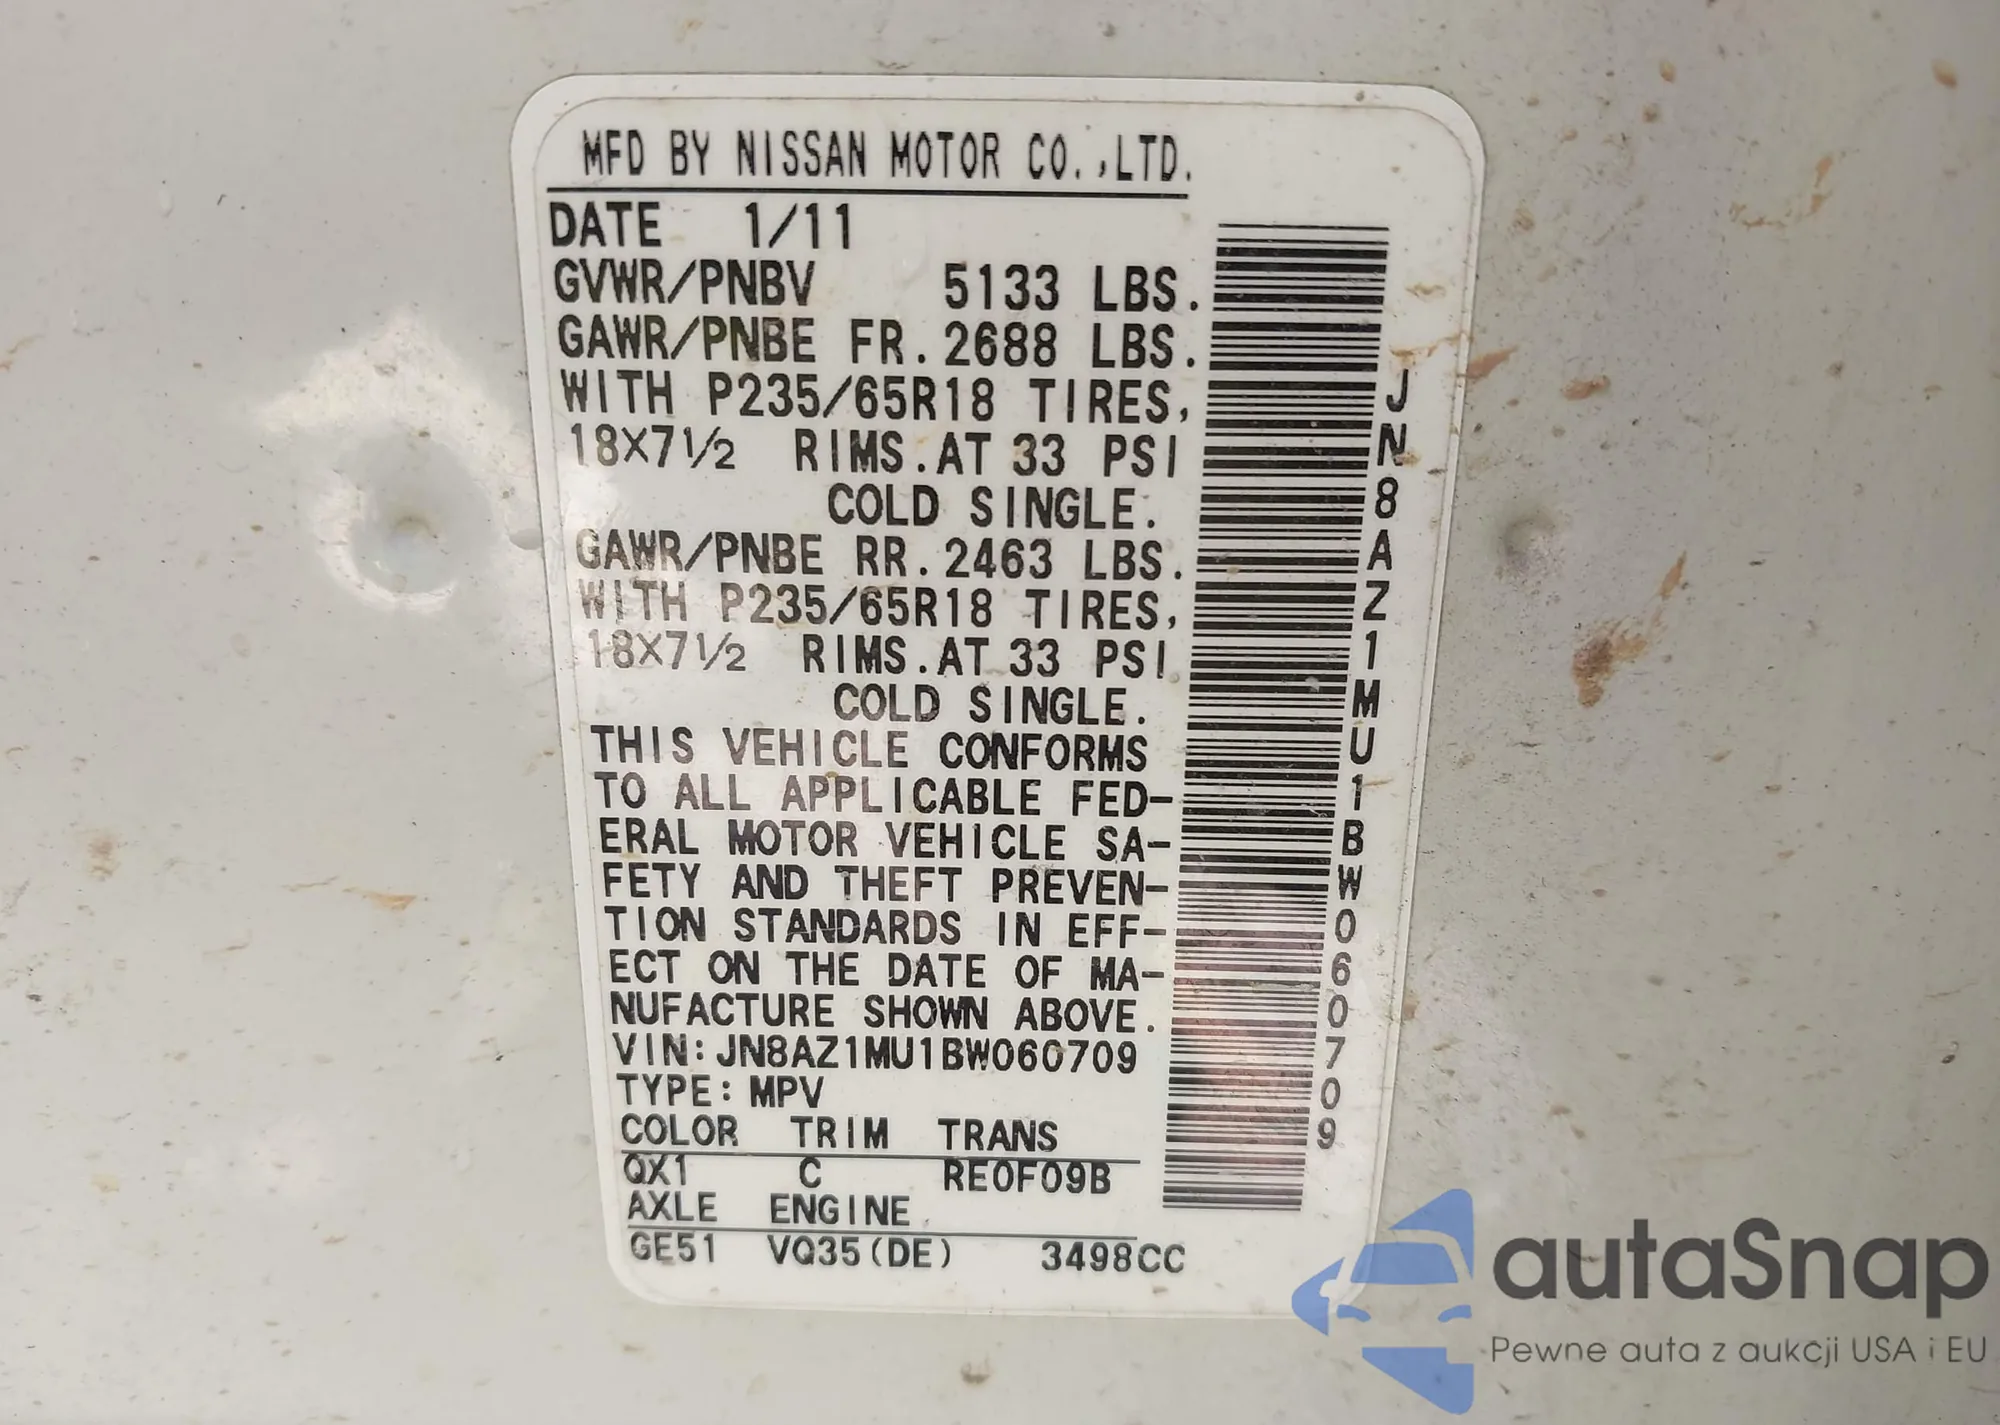 MFD BY NISSAN MOTOR CO.,LTD.
DATE 1/11
GVWR/PNBV 5133 LBS.
GAWR/PNBE FR. 2688 LBS.
WITH P235/65R18 TIRES,
18X7 1/2 RIMS. AT 33 PSI
COLD SINGLE.
GAWR/PNBE RR. 2463 LBS.
WITH P235/65R18 TIRES,
18X7 1/2 RIMS. AT 33 PSI
COLD SINGLE.
THIS VEHICLE CONFORMS
TO ALL APPLICABLE FED-
ERAL MOTOR VEHICLE SA-
FETY AND THEFT PREVEN-
TION STANDARDS IN EFF-
ECT ON THE DATE OF MA-
NUFACTURE SHOWN ABOVE.
VIN: JN8AZ1MU1BW060709
TYPE: MPV
COLOR TRIM TRANS
QX1 C RE0F09B
AXLE ENGINE
GE51 VQ35(DE) 3498CC
JN8AZ1MU1BW060709
autaSnap
Pewne auta z aukcji USA i EU